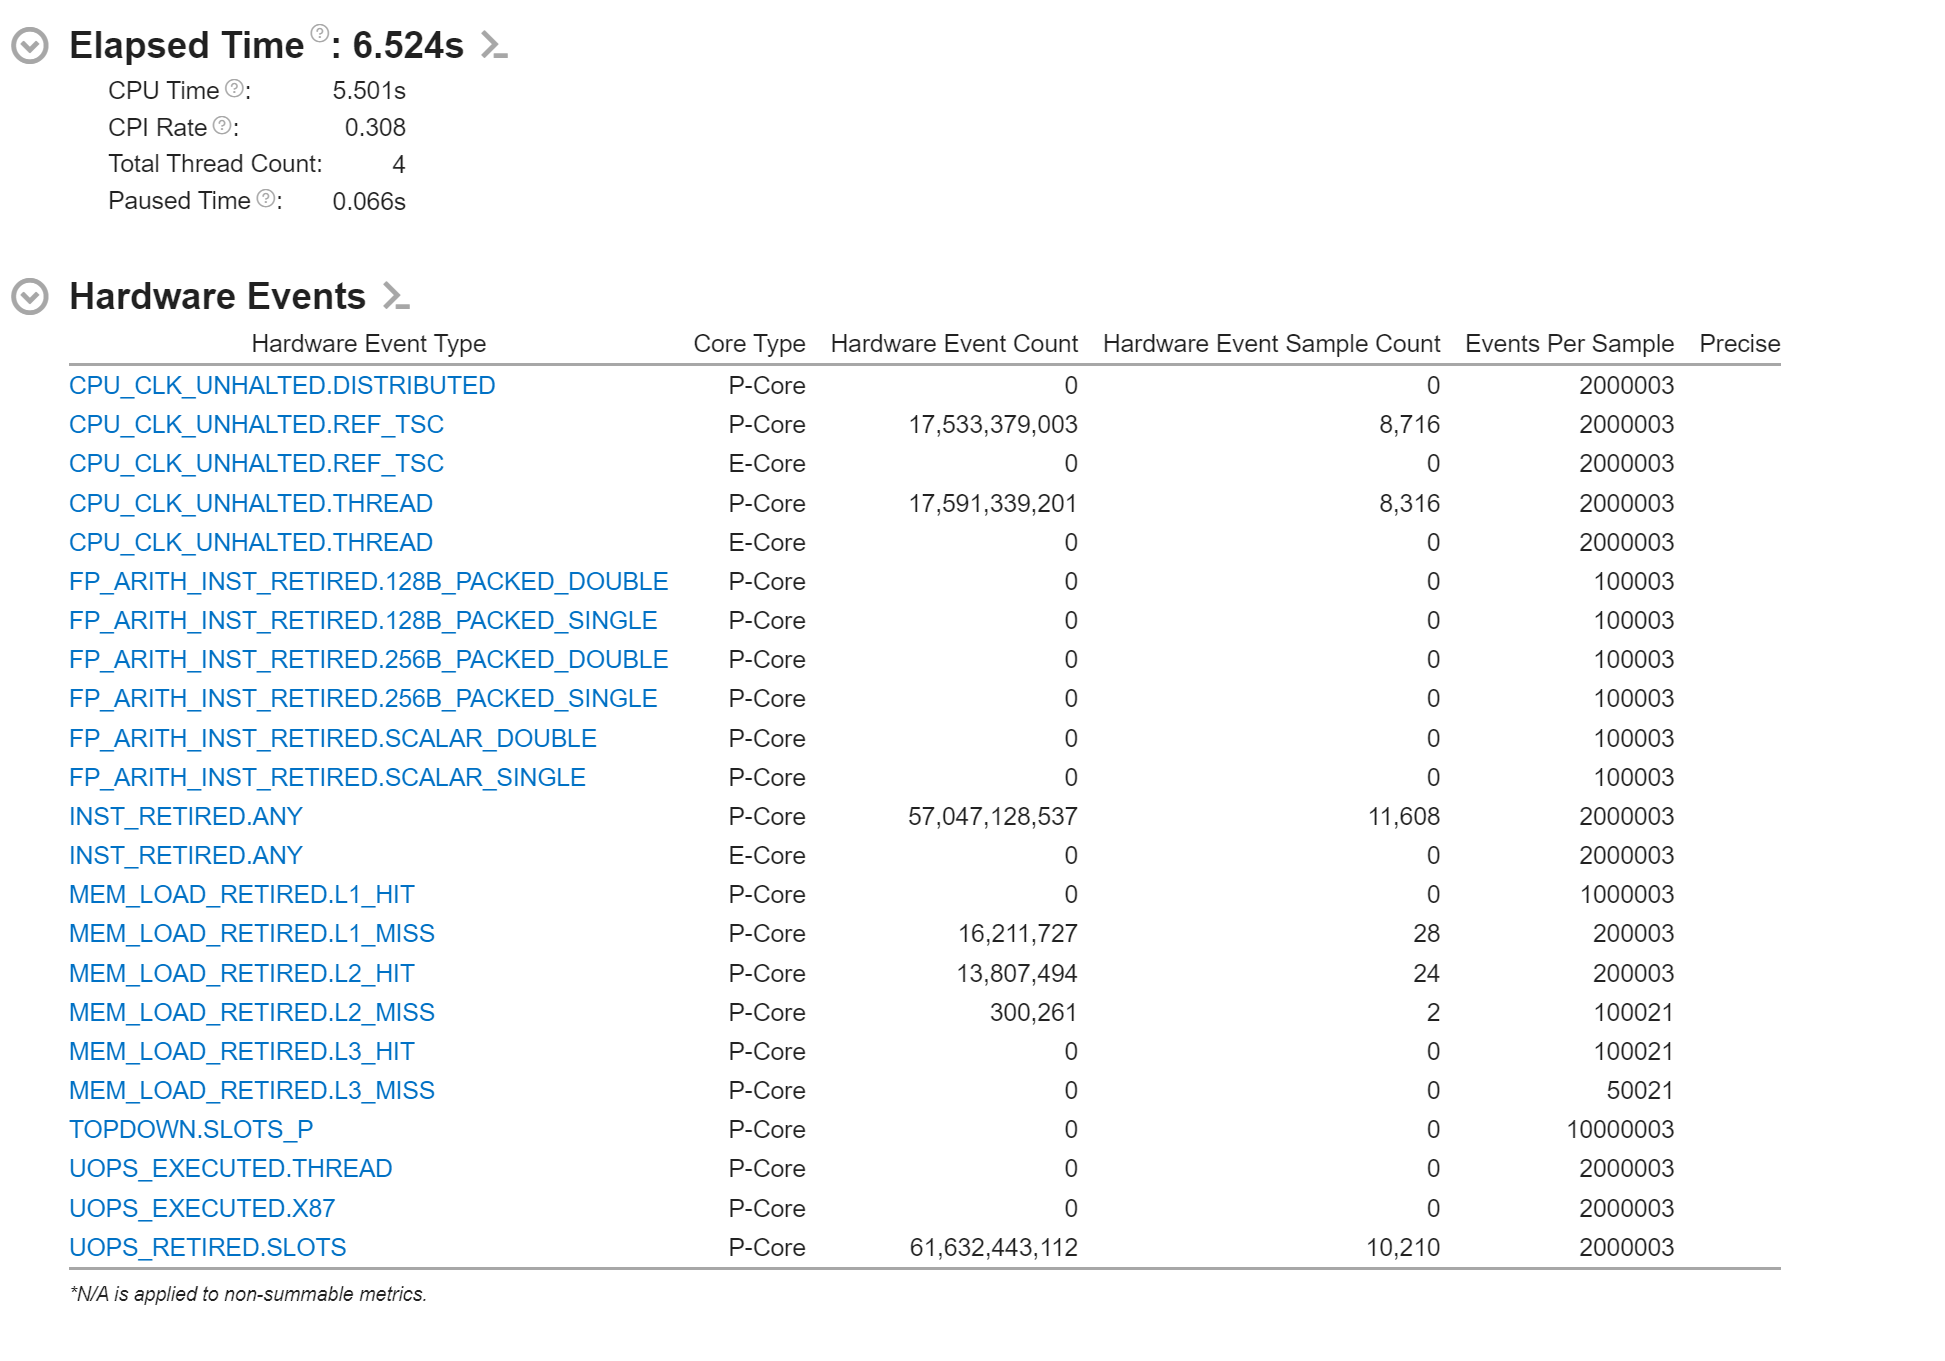 Elapsed Time ? : 6.524s
CPU Time ? : 5.501s
CPI Rate ? : 0.308
Total Thread Count: 4
Paused Time ? : 0.066s
Hardware Events
Hardware Event Type Core Type Hardware Event Count Hardware Event Sample Count Events Per Sample Precise
CPU_CLK_UNHALTED.DISTRIBUTED P-Core 0 0 2000003
CPU_CLK_UNHALTED.REF_TSC P-Core 17,533,379,003 8,716 2000003
CPU_CLK_UNHALTED.REF_TSC E-Core 0 0 2000003
CPU_CLK_UNHALTED.THREAD P-Core 17,591,339,201 8,316 2000003
CPU_CLK_UNHALTED.THREAD E-Core 0 0 2000003
FP_ARITH_INST_RETIRED.128B_PACKED_DOUBLE P-Core 0 0 100003
FP_ARITH_INST_RETIRED.128B_PACKED_SINGLE P-Core 0 0 100003
FP_ARITH_INST_RETIRED.256B_PACKED_DOUBLE P-Core 0 0 100003
FP_ARITH_INST_RETIRED.256B_PACKED_SINGLE P-Core 0 0 100003
FP_ARITH_INST_RETIRED.SCALAR_DOUBLE P-Core 0 0 100003
FP_ARITH_INST_RETIRED.SCALAR_SINGLE P-Core 0 0 100003
INST_RETIRED.ANY P-Core 57,047,128,537 11,608 2000003
INST_RETIRED.ANY E-Core 0 0 2000003
MEM_LOAD_RETIRED.L1_HIT P-Core 0 0 1000003
MEM_LOAD_RETIRED.L1_MISS P-Core 16,211,727 28 200003
MEM_LOAD_RETIRED.L2_HIT P-Core 13,807,494 24 200003
MEM_LOAD_RETIRED.L2_MISS P-Core 300,261 2 100021
MEM_LOAD_RETIRED.L3_HIT P-Core 0 0 100021
MEM_LOAD_RETIRED.L3_MISS P-Core 0 0 50021
TOPDOWN.SLOTS_P P-Core 0 0 10000003
UOPS_EXECUTED.THREAD P-Core 0 0 2000003
UOPS_EXECUTED.X87 P-Core 0 0 2000003
UOPS_RETIRED.SLOTS P-Core 61,632,443,112 10,210 2000003
*N/A is applied to non-summable metrics.